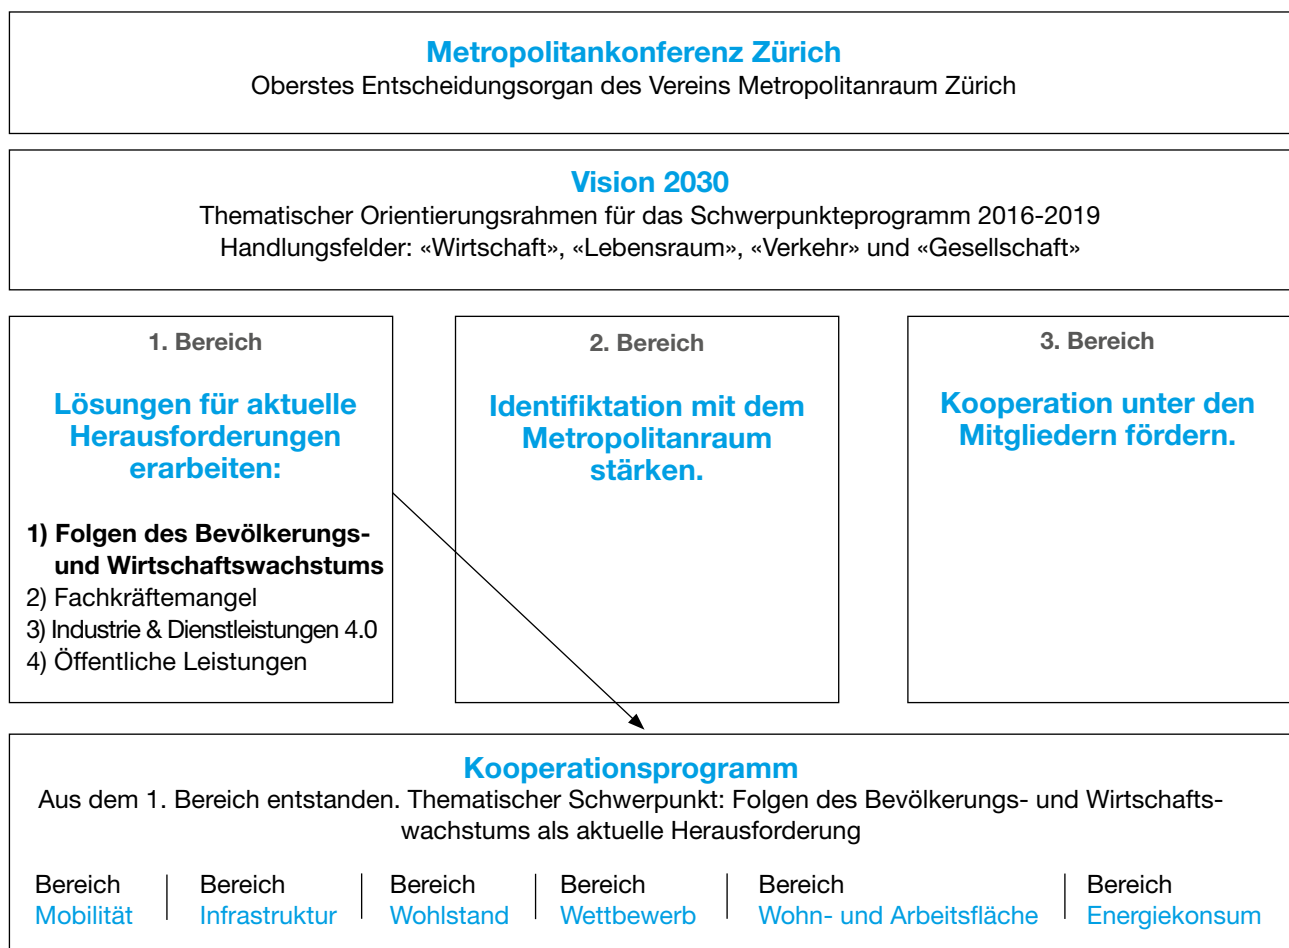 Metropolitankonferenz Zürich
Oberstes Entscheidungsorgan des Vereins Metropolitanraum Zürich
Vision 2030
Thematischer Orientierungsrahmen für das Schwerpunkteprogramm 2016-2019
Handlungsfelder: «Wirtschaft», «Lebensraum», «Verkehr» und «Gesellschaft»
1. Bereich
Lösungen für aktuelle
Herausforderungen
erarbeiten:
1) Folgen des Bevölkerungs-
und Wirtschaftswachstums
2) Fachkräftemangel
3) Industrie & Dienstleistungen 4.0
4) Öffentliche Leistungen
2. Bereich
Identifiktation mit dem
Metropolitanraum
stärken.
3. Bereich
Kooperation unter den
Mitgliedern fördern.
Kooperationsprogramm
Aus dem 1. Bereich entstanden. Thematischer Schwerpunkt: Folgen des Bevölkerungs- und Wirtschafts-
wachstums als aktuelle Herausforderung
Bereich
Mobilität
Bereich
Infrastruktur
Bereich
Wohlstand
Bereich
Wettbewerb
Bereich
Wohn- und Arbeitsfläche
Bereich
Energiekonsum